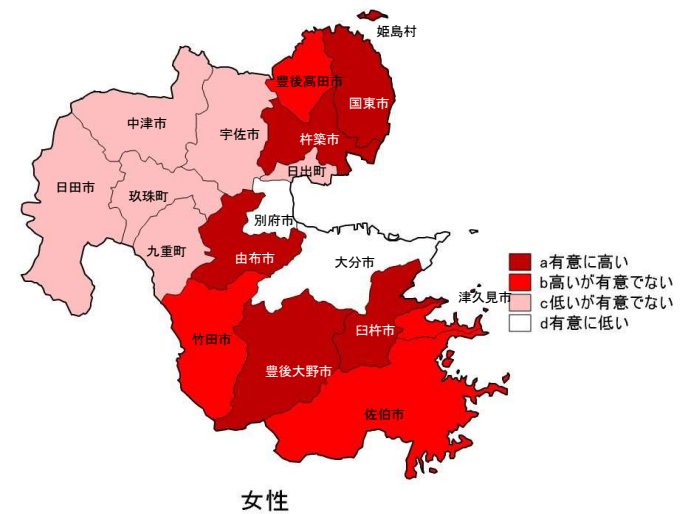 姫島村
豊後高田市
国東市
中津市
宇佐市
杵築市
日出町
日田市
玖珠町
別府市
九重町
由布市
大分市
a有意に高い
b高いが有意でない
c低いが有意でない
d有意に低い
津久見市
臼杵市
竹田市
豊後大野市
佐伯市
女性